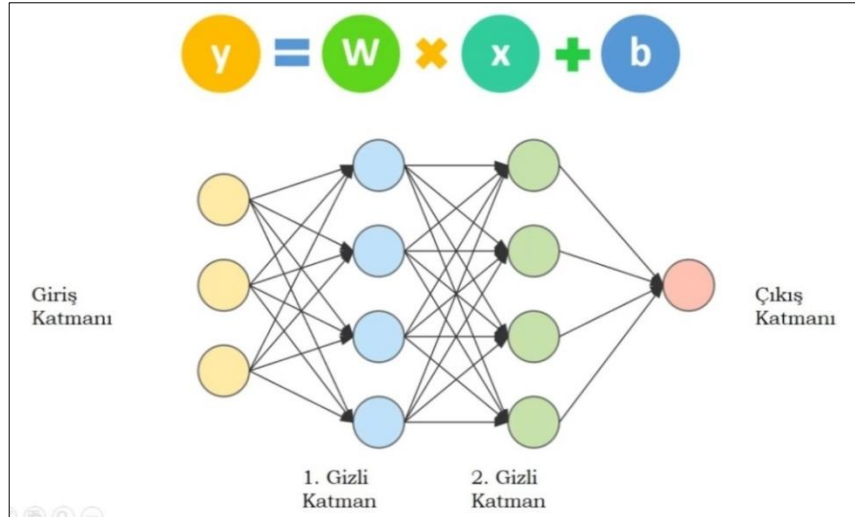 y = W × x + b
Giriş
Katmanı
Çıkış
Katmanı
1. Gizli
Katman
2. Gizli
Katman